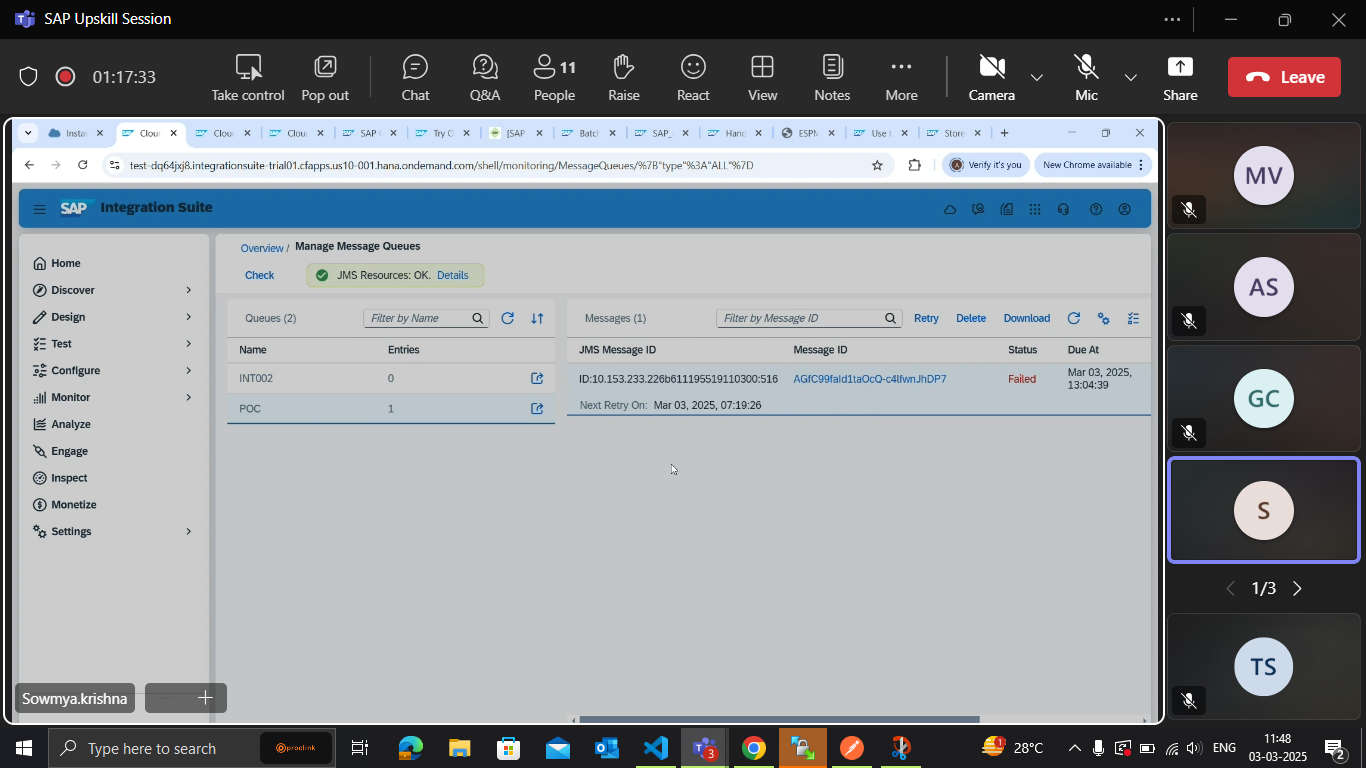 SAP Upskill Session
01:17:33
Take control
Pop out
Chat
Q&A
11
People
Raise
React
View
Notes
More
Camera
Mic
Share
Leave
Insta
Clou
Clou
Clou
SAP
Try C
[SAP
Batch
SAP_
Hand
ESPM
Use t
Store
test-dq64jxj8.integrationsuite-trial01.cfapps.us10-001.hana.ondemand.com/shell/monitoring/MessageQueues/%7B"type"%3A"ALL"%7D
Verify it's you
New Chrome available
SAP Integration Suite
Home
Discover
Design
Test
Configure
Monitor
Analyze
Engage
Inspect
Monetize
Settings
Overview / Manage Message Queues
Check
JMS Resources: OK. Details
Queues (2)
Filter by Name
Name Entries
INT002 0
POC 1
Messages (1)
Filter by Message ID
Retry
Delete
Download
JMS Message ID Message ID Status Due At
ID:10.153.233.226b611195519110300:516 AGfC99fald1taOcQ-c4lfwnJhDP7 Failed Mar 03, 2025,
13:04:39
Next Retry On: Mar 03, 2025, 07:19:26
Sowmya.krishna
MV
AS
GC
S
1/3
TS
Type here to search
proclink
3
1
28°C
ENG
11:48
03-03-2025
2